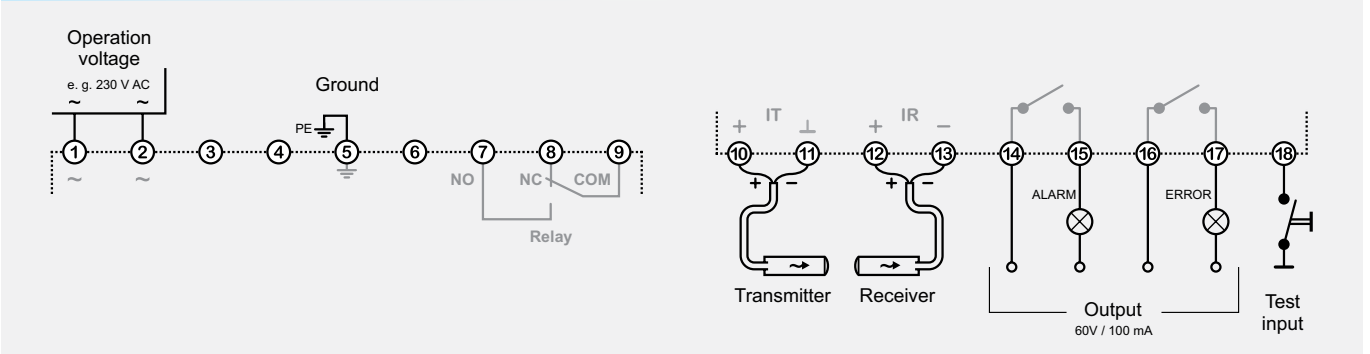 Operation
voltage
e. g. 230 V AC
~ ~
Ground
PE
1 2 3 4 5 6 7 8 9
~ ~
NO NC COM
Relay
+ IT ⊥ + IR −
10 11 12 13 14 15 16 17 18
+ − + −
ALARM ERROR
Transmitter Receiver
Output
60V / 100 mA
Test
input